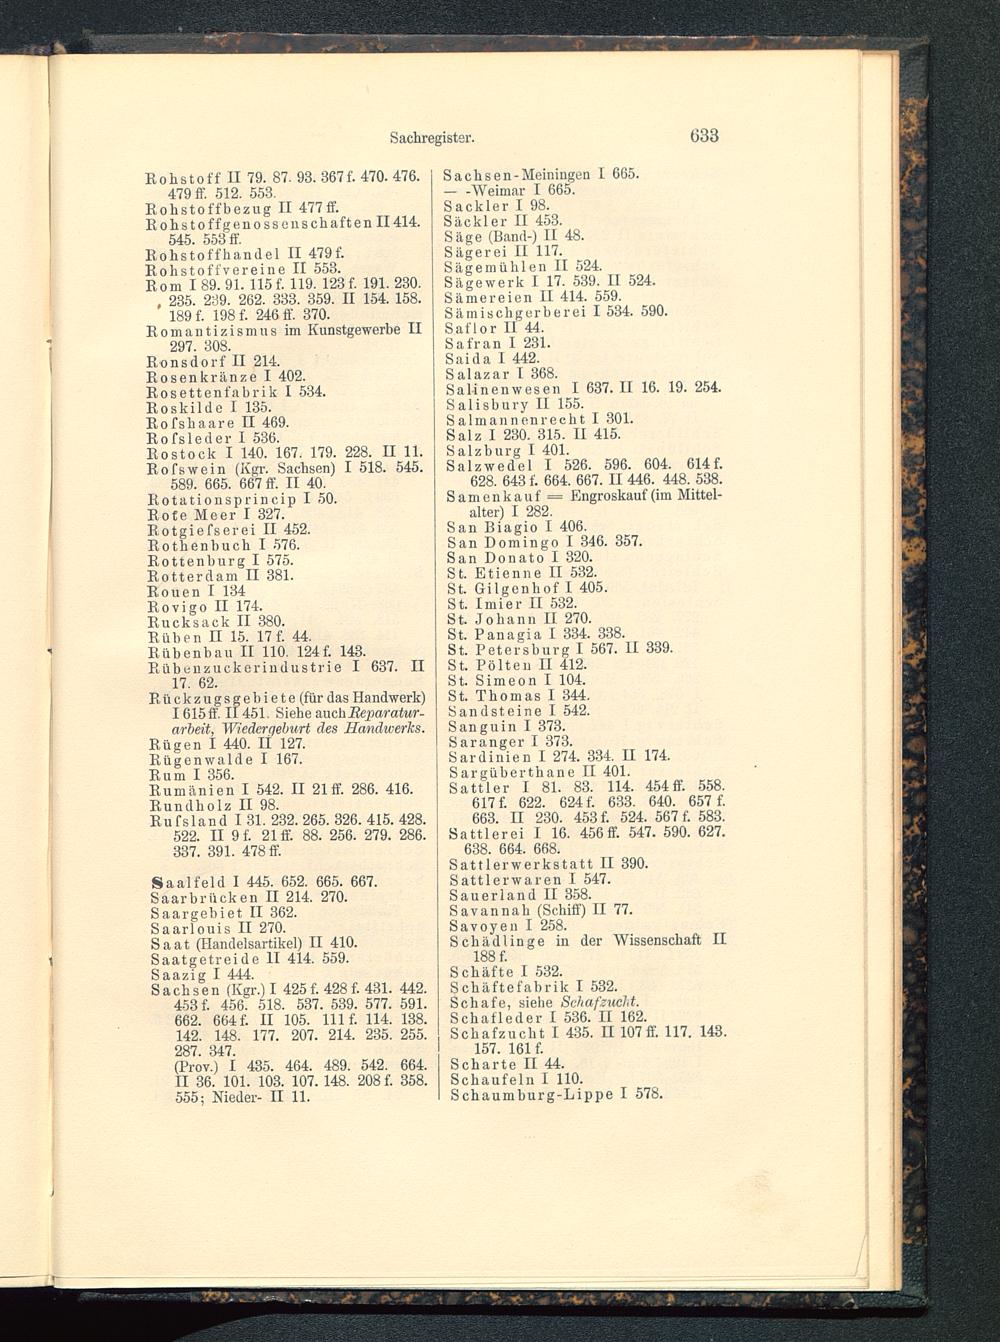 Sachregister. 633
Rohstoff II 79. 87. 93. 367 f. 470. 476.
479 ff. 512. 553.
Rohstoffbezug II 477 ff.
Rohstoffgenossenschaften II 414.
545. 553 ff.
Rohstoffhandel II 479 f.
Rohstoffvereine II 553.
Rom I 89. 91. 115 f. 119. 123 f. 191. 230.
235. 239. 262. 333. 359. II 154. 158.
189 f. 198 f. 246 ff. 370.
Romantizismus im Kunstgewerbe II
297. 308.
Ronsdorf II 214.
Rosenkränze I 402.
Rosettenfabrik I 534.
Roskilde I 135.
Roſshaare II 469.
Roſsleder I 536.
Rostock I 140. 167. 179. 228. II 11.
Roſswein (Kgr. Sachsen) I 518. 545.
589. 665. 667 ff. II 40.
Rotationsprincip I 50.
Rote Meer I 327.
Rotgieſserei II 452.
Rothenbuch I 576.
Rottenburg I 575.
Rotterdam II 381.
Rouen I 134
Rovigo II 174.
Rucksack II 380.
Rüben II 15. 17 f. 44.
Rübenbau II 110. 124 f. 143.
Rübenzuckerindustrie I 637. II
17. 62.
Rückzugsgebiete (für das Handwerk)
I 615 ff. II 451. Siehe auch Reparatur-
arbeit, Wiedergeburt des Handwerks.
Rügen I 440. II 127.
Rügenwalde I 167.
Rum I 356.
Rumänien I 542. II 21 ff. 286. 416.
Rundholz II 98.
Ruſsland I 31. 232. 265. 326. 415. 428.
522. II 9 f. 21 ff. 88. 256. 279. 286.
337. 391. 478 ff.
Saalfeld I 445. 652. 665. 667.
Saarbrücken II 214. 270.
Saargebiet II 362.
Saarlouis II 270.
Saat (Handelsartikel) II 410.
Saatgetreide II 414. 559.
Saazig I 444.
Sachsen (Kgr.) I 425 f. 428 f. 431. 442.
453 f. 456. 518. 537. 539. 577. 591.
662. 664 f. II 105. 111 f. 114. 138.
142. 148. 177. 207. 214. 235. 255.
287. 347.
(Prov.) I 435. 464. 489. 542. 664.
II 36. 101. 103. 107. 148. 208 f. 358.
555; Nieder- II 11.
Sachsen-Meiningen I 665.
— -Weimar I 665.
Sackler I 98.
Säckler II 453.
Säge (Band-) II 48.
Sägerei II 117.
Sägemühlen II 524.
Sägewerk I 17. 539. II 524.
Sämereien II 414. 559.
Sämischgerberei I 534. 590.
Saflor II 44.
Safran I 231.
Saida I 442.
Salazar I 368.
Salinenwesen I 637. II 16. 19. 254.
Salisbury II 155.
Salmannenrecht I 301.
Salz I 230. 315. II 415.
Salzburg I 401.
Salzwedel I 526. 596. 604. 614 f.
628. 643 f. 664. 667. II 446. 448. 538.
Samenkauf = Engroskauf (im Mittel-
alter) I 282.
San Biagio I 406.
San Domingo I 346. 357.
San Donato I 320.
St. Etienne II 532.
St. Gilgenhof I 405.
St. Imier II 532.
St. Johann II 270.
St. Panagia I 334. 338.
St. Petersburg I 567. II 339.
St. Pölten II 412.
St. Simeon I 104.
St. Thomas I 344.
Sandsteine I 542.
Sanguin I 373.
Saranger I 373.
Sardinien I 274. 334. II 174.
Sargüberthane II 401.
Sattler I 81. 83. 114. 454 ff. 558.
617 f. 622. 624 f. 633. 640. 657 f.
663. II 230. 453 f. 524. 567 f. 583.
Sattlerei I 16. 456 ff. 547. 590. 627.
638. 664. 668.
Sattlerwerkstatt II 390.
Sattlerwaren I 547.
Sauerland II 358.
Savannah (Schiff) II 77.
Savoyen I 258.
Schädlinge in der Wissenschaft II
188 f.
Schäfte I 532.
Schäftefabrik I 532.
Schafe, siehe Schafzucht.
Schafleder I 536. II 162.
Schafzucht I 435. II 107 ff. 117. 143.
157. 161 f.
Scharte II 44.
Schaufeln I 110.
Schaumburg-Lippe I 578.